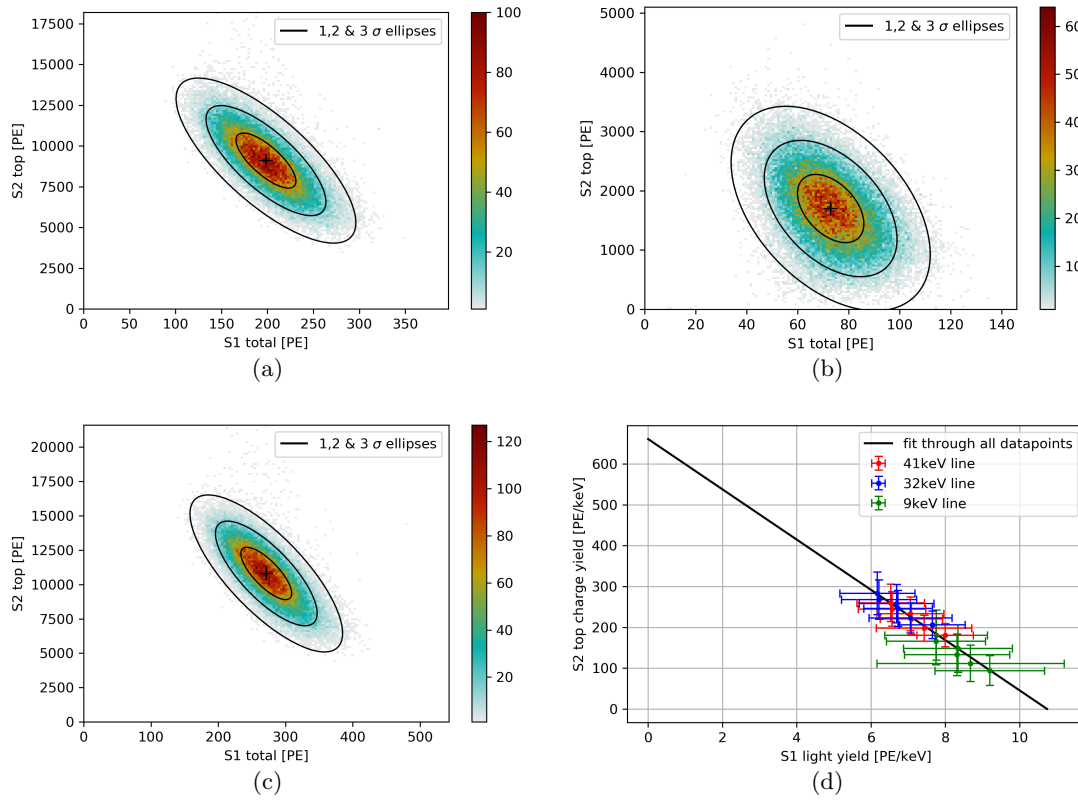 17500
15000
12500
10000
7500
5000
2500
0
S2 top [PE]
0 50 100 150 200 250 300 350
S1 total [PE]
1,2 & 3 σ ellipses
100
80
60
40
20
(a)
5000
4000
3000
2000
1000
0
S2 top [PE]
0 20 40 60 80 100 120 140
S1 total [PE]
1,2 & 3 σ ellipses
60
50
40
30
20
10
(b)
20000
17500
15000
12500
10000
7500
5000
2500
0
S2 top [PE]
0 100 200 300 400 500
S1 total [PE]
1,2 & 3 σ ellipses
120
100
80
60
40
20
(c)
600
500
400
300
200
100
0
S2 top charge yield [PE/keV]
0 2 4 6 8 10
S1 light yield [PE/keV]
fit through all datapoints
41keV line
32keV line
9keV line
(d)